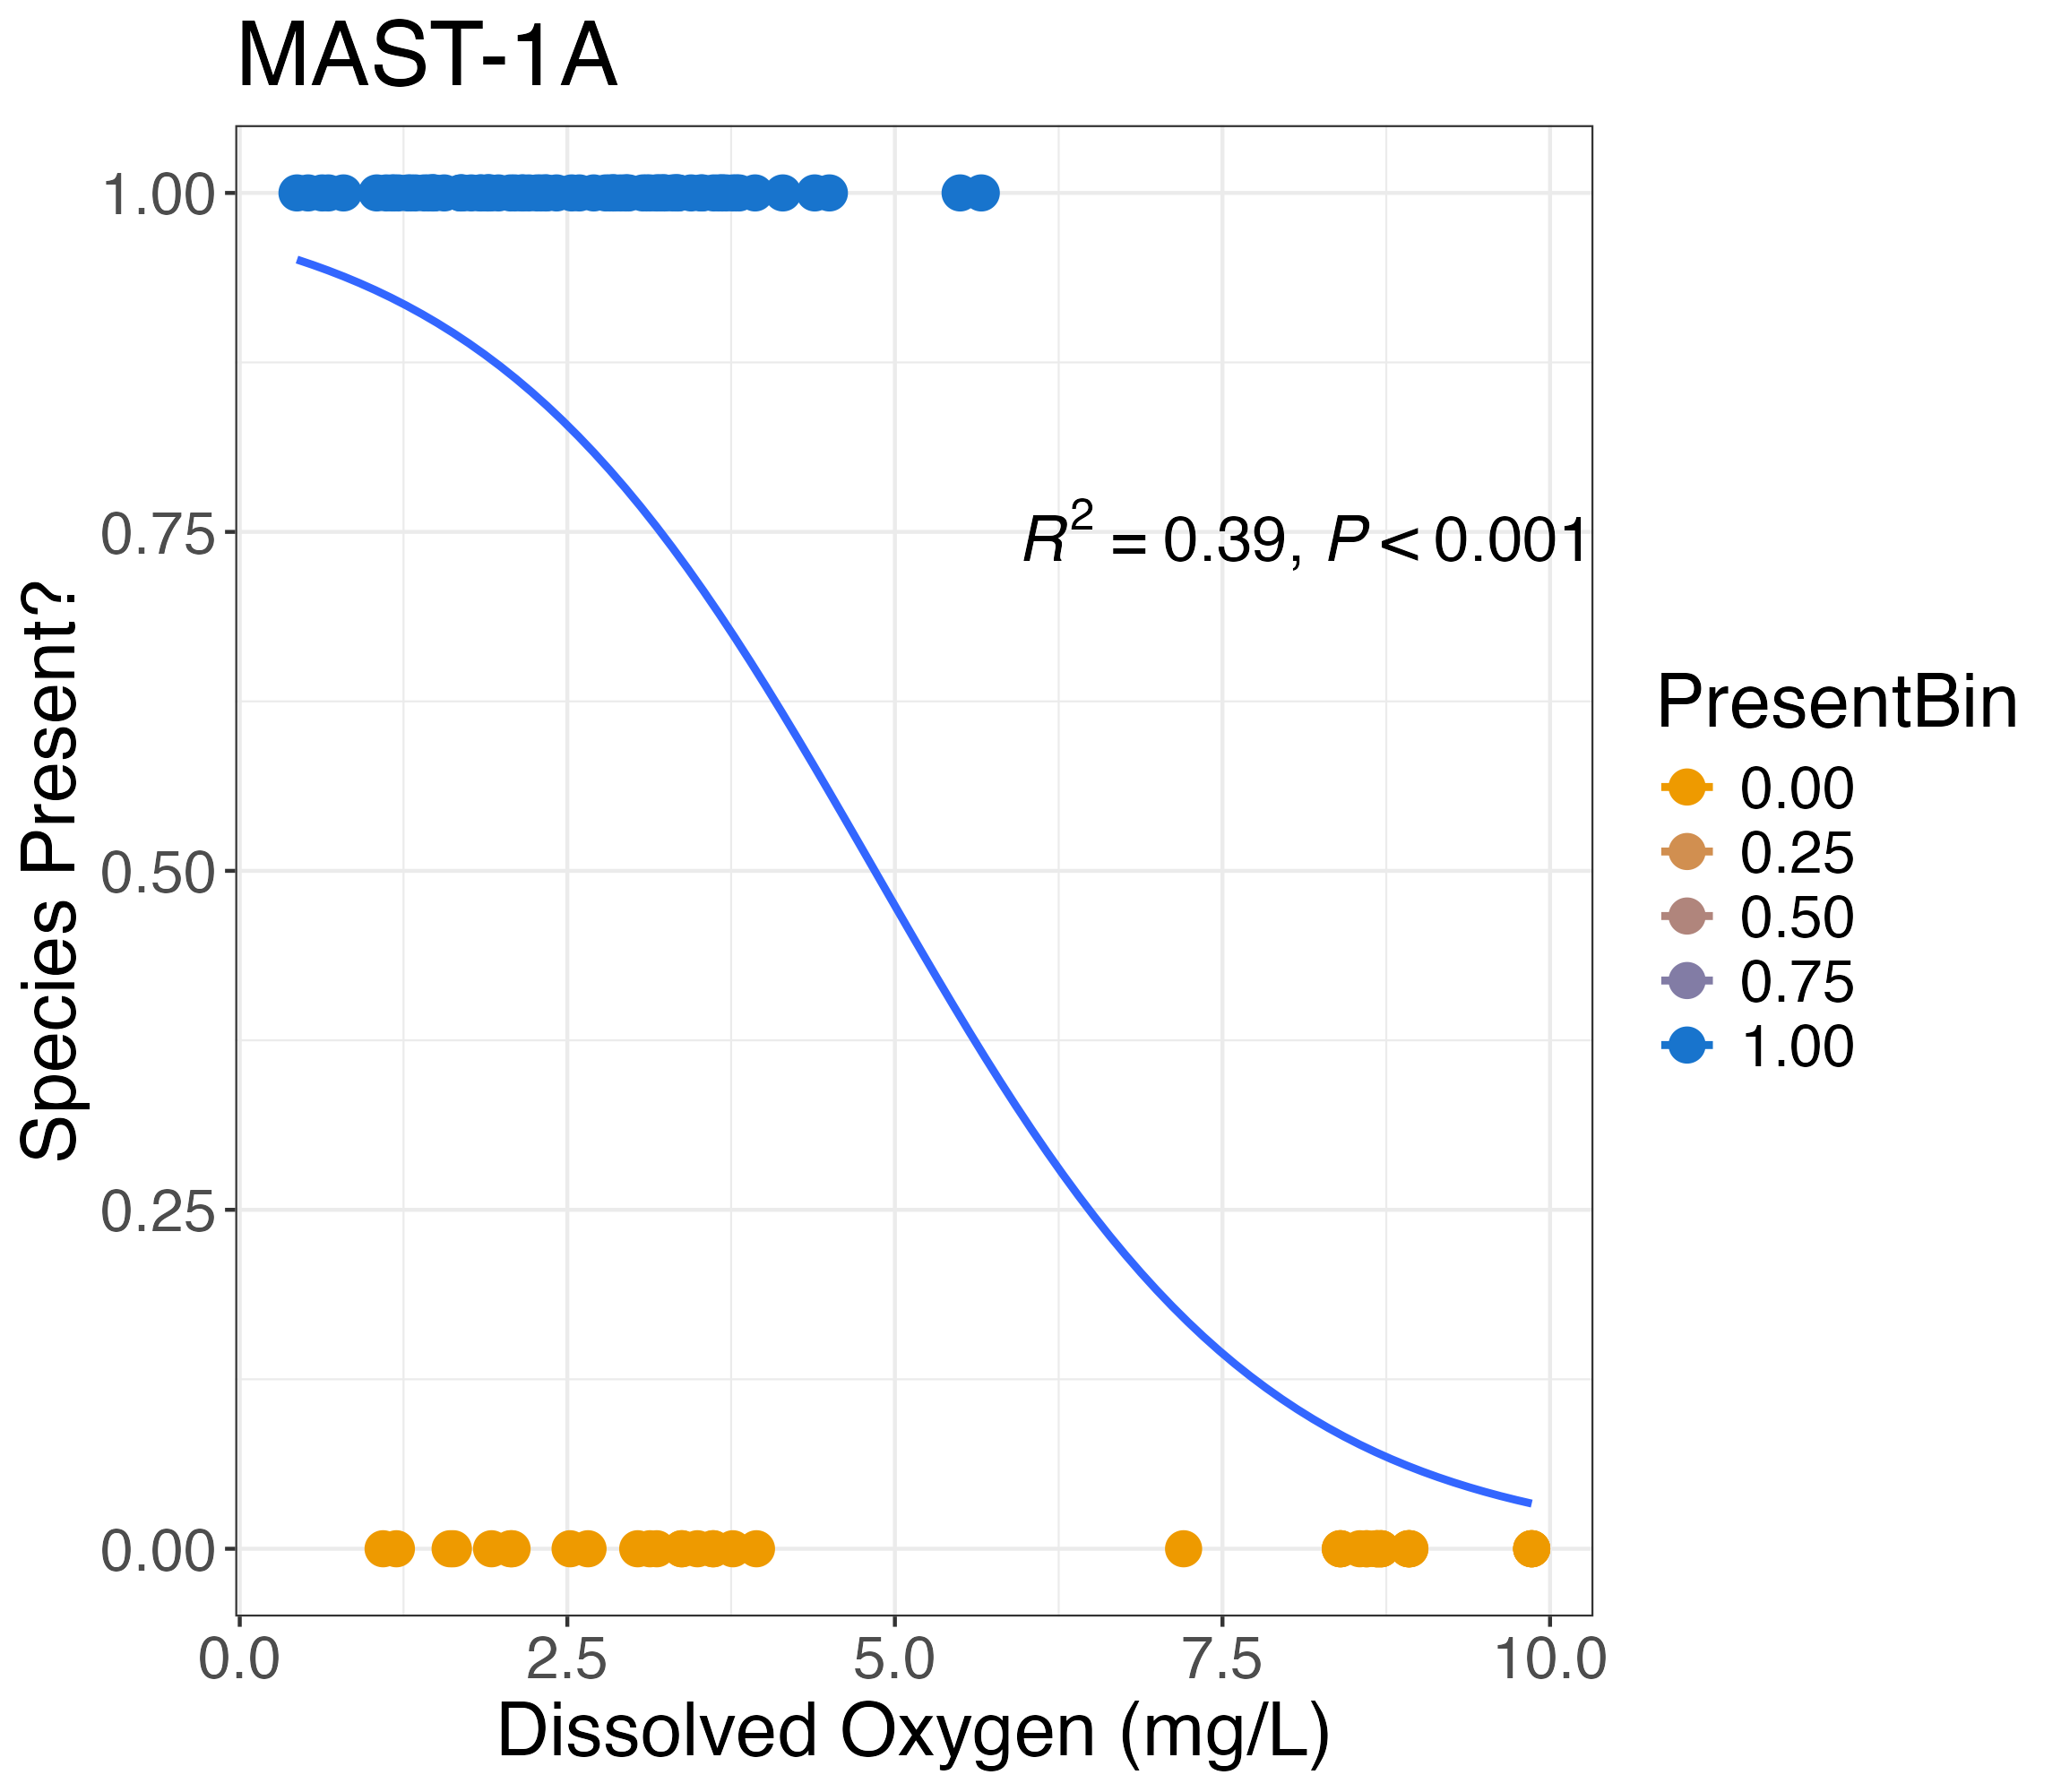 MAST-1A
1.00
0.75
0.50
0.25
0.00
Species Present?
R² = 0.39, P < 0.001
0.0 2.5 5.0 7.5 10.0
Dissolved Oxygen (mg/L)
PresentBin
0.00
0.25
0.50
0.75
1.00